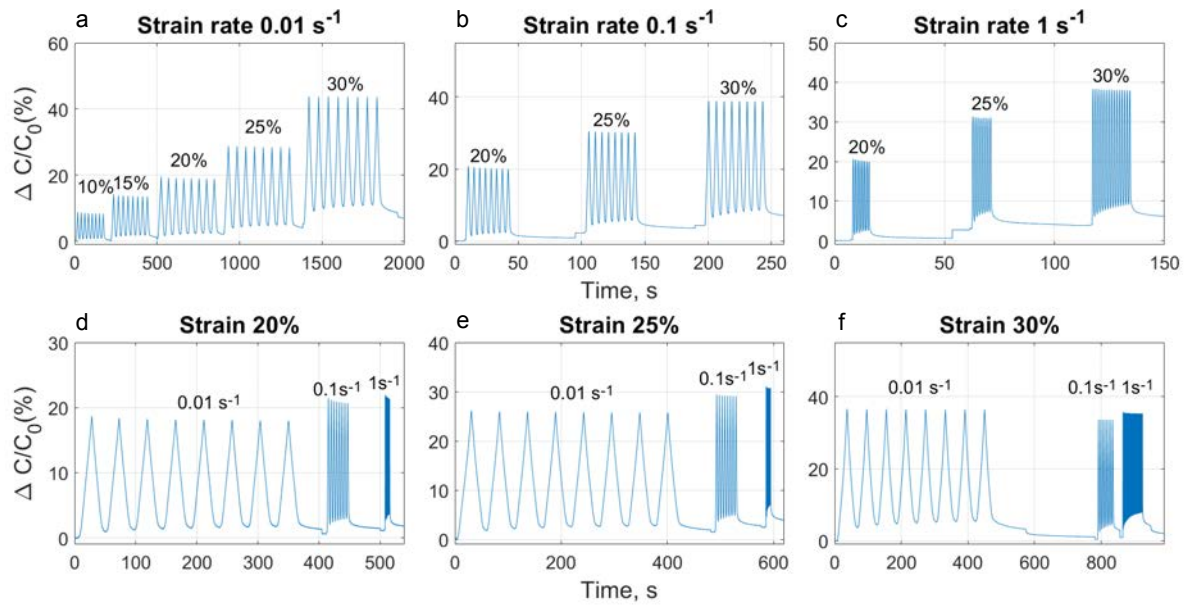 a Strain rate 0.01 s⁻¹
b Strain rate 0.1 s⁻¹
c Strain rate 1 s⁻¹
Δ C/C₀(%)
60
40
20
0
10%
15%
20%
25%
30%
0 500 1000 1500 2000
40
20
0
20%
25%
30%
0 50 100 150 200 250
50
40
30
20
10
0
20%
25%
30%
0 50 100 150
Time, s
d Strain 20%
e Strain 25%
f Strain 30%
Δ C/C₀(%)
30
20
10
0
0.01 s⁻¹
0.1s⁻¹
1s⁻¹
0 100 200 300 400 500
40
30
20
10
0
0.01 s⁻¹
0.1s⁻¹
1s⁻¹
0 200 400 600
40
20
0
0.01 s⁻¹
0.1s⁻¹
1s⁻¹
0 200 400 600 800
Time, s